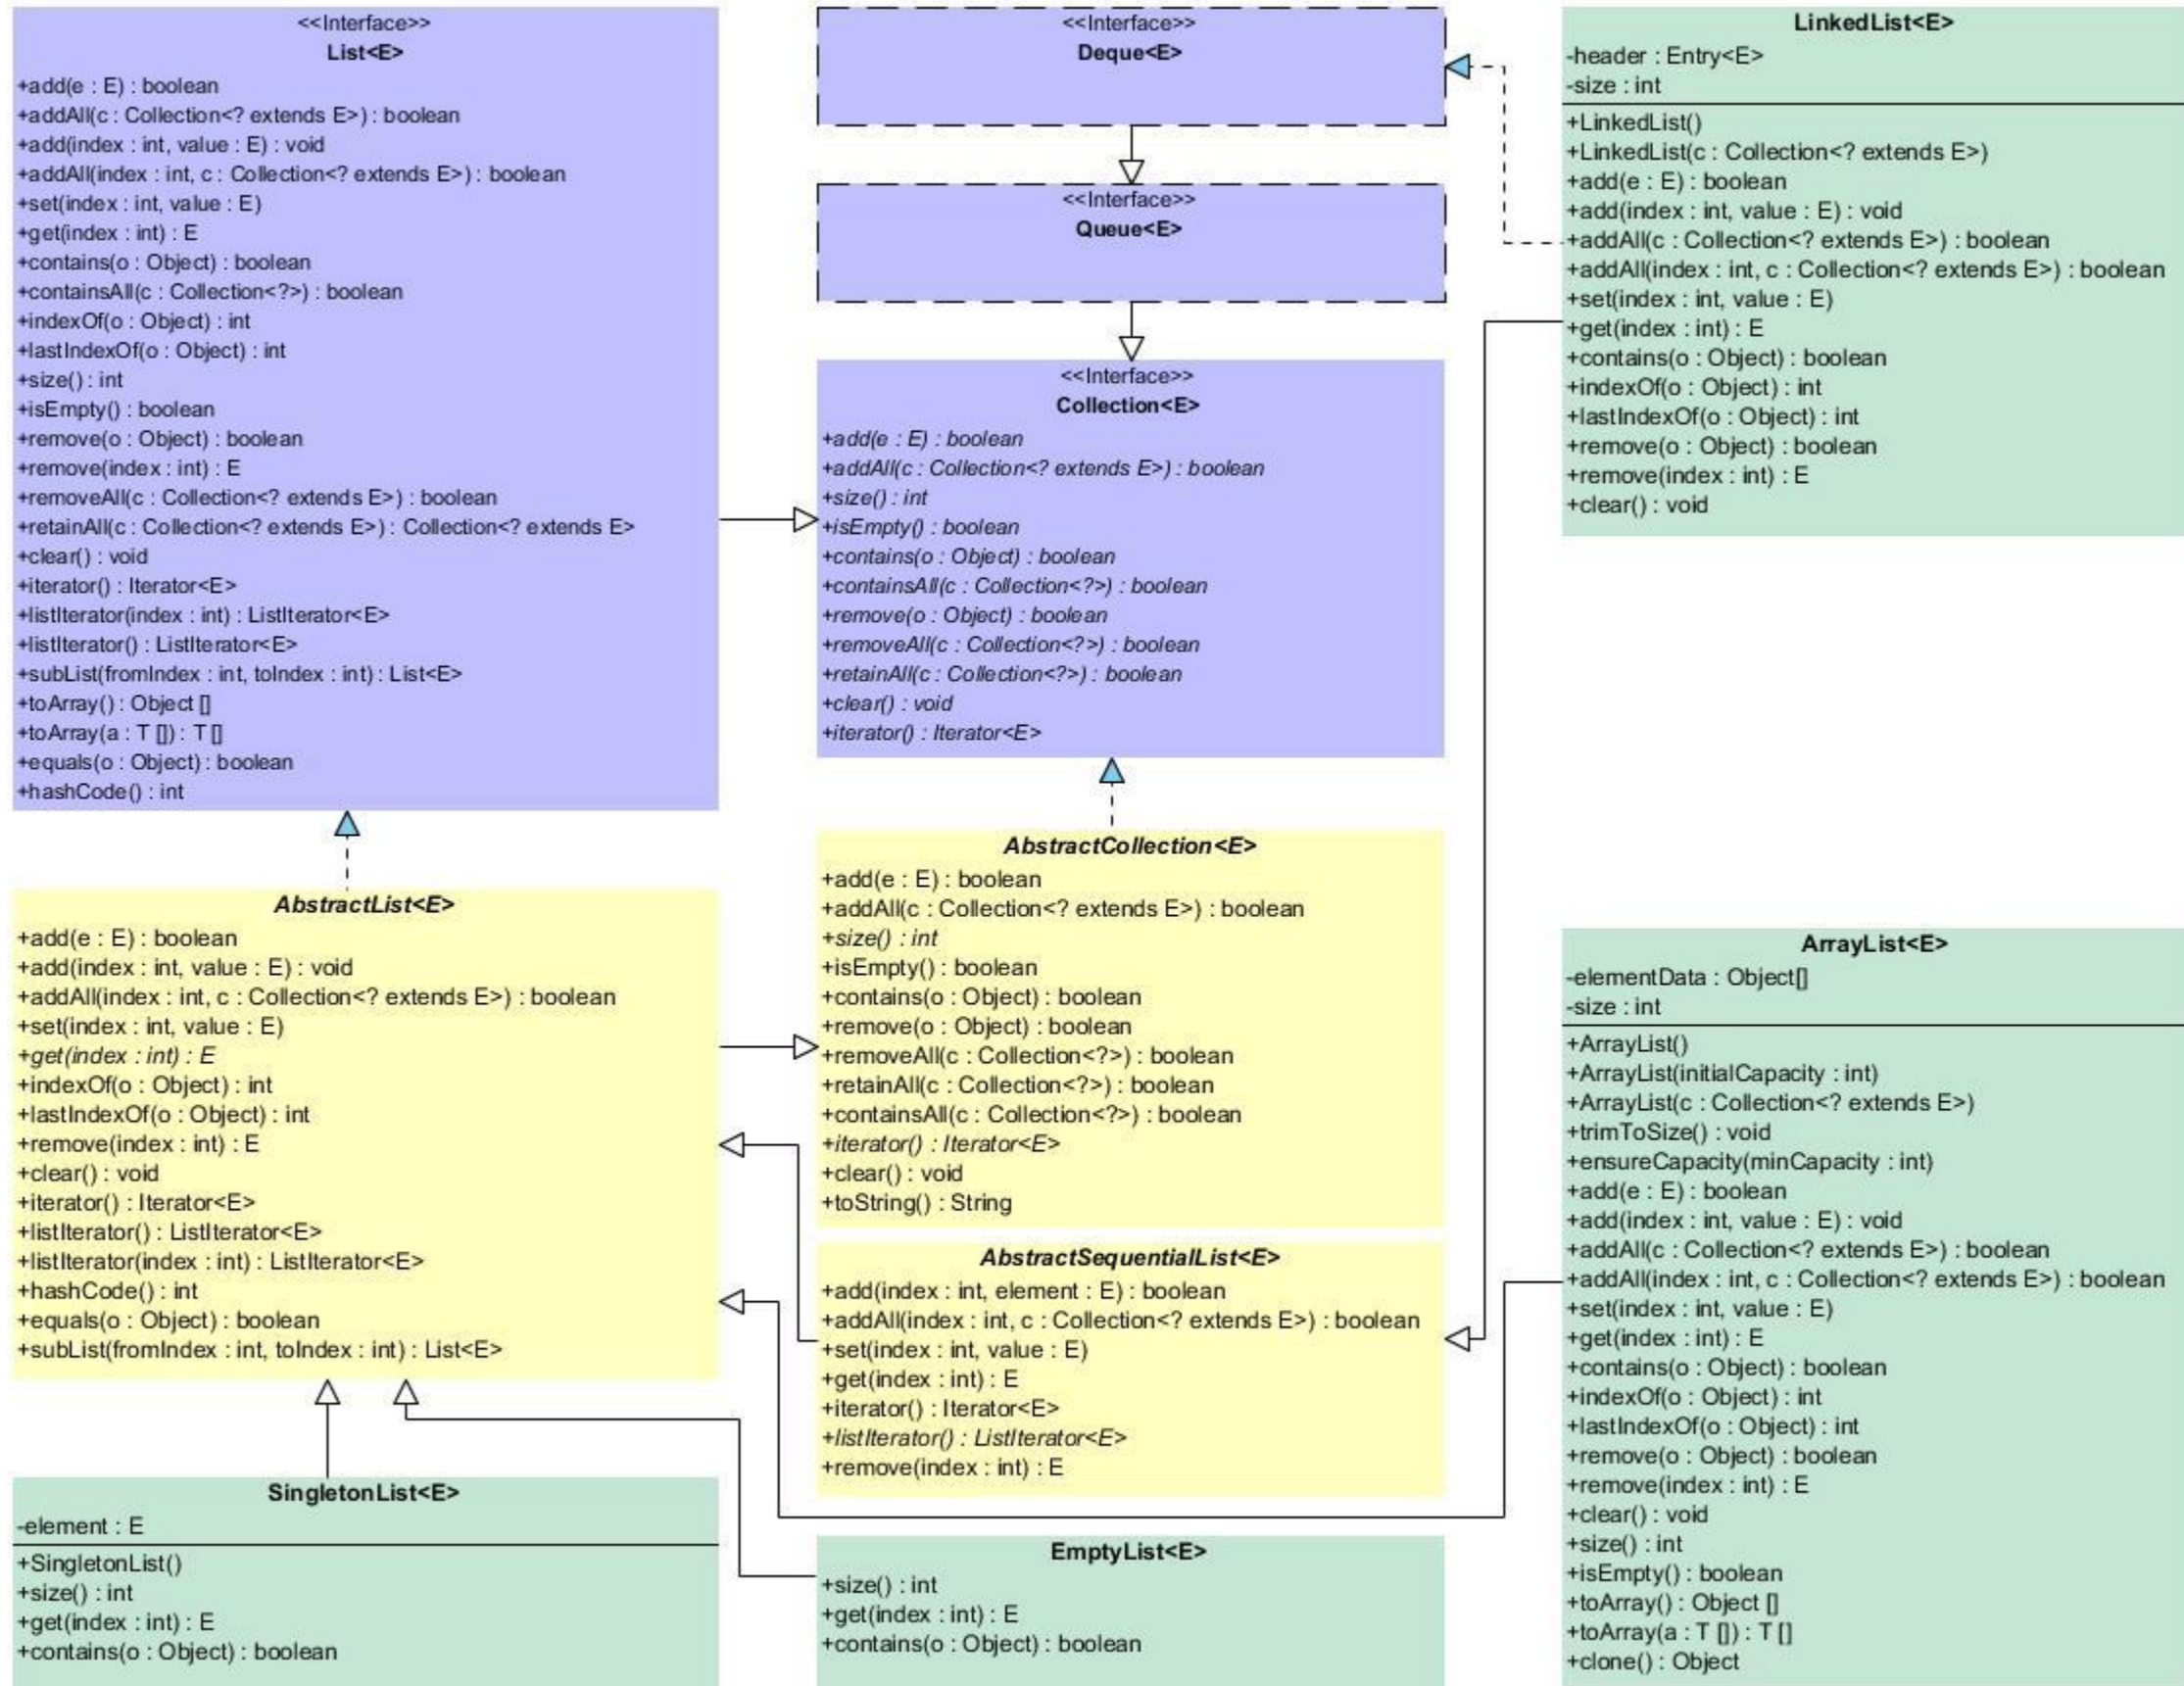 <<Interface>>
List<E>
+add(e : E) : boolean
+addAll(c : Collection<? extends E>) : boolean
+add(index : int, value : E) : void
+addAll(index : int, c : Collection<? extends E>) : boolean
+set(index : int, value : E)
+get(index : int) : E
+contains(o : Object) : boolean
+containsAll(c : Collection<?>) : boolean
+indexOf(o : Object) : int
+lastIndexOf(o : Object) : int
+size() : int
+isEmpty() : boolean
+remove(o : Object) : boolean
+remove(index : int) : E
+removeAll(c : Collection<? extends E>) : boolean
+retainAll(c : Collection<? extends E>) : Collection<? extends E>
+clear() : void
+iterator() : Iterator<E>
+listIterator(index : int) : ListIterator<E>
+listIterator() : ListIterator<E>
+subList(fromIndex : int, toIndex : int) : List<E>
+toArray() : Object []
+toArray(a : T []) : T []
+equals(o : Object) : boolean
+hashCode() : int
<<Interface>>
Deque<E>
<<Interface>>
Queue<E>
<<Interface>>
Collection<E>
+add(e : E) : boolean
+addAll(c : Collection<? extends E>) : boolean
+size() : int
+isEmpty() : boolean
+contains(o : Object) : boolean
+containsAll(c : Collection<?>) : boolean
+remove(o : Object) : boolean
+removeAll(c : Collection<?>) : boolean
+retainAll(c : Collection<?>) : boolean
+clear() : void
+iterator() : Iterator<E>
LinkedList<E>
-header : Entry<E>
-size : int
+LinkedList()
+LinkedList(c : Collection<? extends E>)
+add(e : E) : boolean
+add(index : int, value : E) : void
+addAll(c : Collection<? extends E>) : boolean
+addAll(index : int, c : Collection<? extends E>) : boolean
+set(index : int, value : E)
+get(index : int) : E
+contains(o : Object) : boolean
+indexOf(o : Object) : int
+lastIndexOf(o : Object) : int
+remove(o : Object) : boolean
+remove(index : int) : E
+clear() : void
AbstractList<E>
+add(e : E) : boolean
+add(index : int, value : E) : void
+addAll(index : int, c : Collection<? extends E>) : boolean
+set(index : int, value : E)
+get(index : int) : E
+indexOf(o : Object) : int
+lastIndexOf(o : Object) : int
+remove(index : int) : E
+clear() : void
+iterator() : Iterator<E>
+listIterator() : ListIterator<E>
+listIterator(index : int) : ListIterator<E>
+hashCode() : int
+equals(o : Object) : boolean
+subList(fromIndex : int, toIndex : int) : List<E>
AbstractCollection<E>
+add(e : E) : boolean
+addAll(c : Collection<? extends E>) : boolean
+size() : int
+isEmpty() : boolean
+contains(o : Object) : boolean
+remove(o : Object) : boolean
+removeAll(c : Collection<?>) : boolean
+retainAll(c : Collection<?>) : boolean
+containsAll(c : Collection<?>) : boolean
+iterator() : Iterator<E>
+clear() : void
+toString() : String
AbstractSequentialList<E>
+add(index : int, element : E) : boolean
+addAll(index : int, c : Collection<? extends E>) : boolean
+set(index : int, value : E)
+get(index : int) : E
+iterator() : Iterator<E>
+listIterator() : ListIterator<E>
+remove(index : int) : E
ArrayList<E>
-elementData : Object[]
-size : int
+ArrayList()
+ArrayList(initialCapacity : int)
+ArrayList(c : Collection<? extends E>)
+trimToSize() : void
+ensureCapacity(minCapacity : int)
+add(e : E) : boolean
+add(index : int, value : E) : void
+addAll(c : Collection<? extends E>) : boolean
+addAll(index : int, c : Collection<? extends E>) : boolean
+set(index : int, value : E)
+get(index : int) : E
+contains(o : Object) : boolean
+indexOf(o : Object) : int
+lastIndexOf(o : Object) : int
+remove(o : Object) : boolean
+remove(index : int) : E
+clear() : void
+size() : int
+isEmpty() : boolean
+toArray() : Object []
+toArray(a : T []) : T []
+clone() : Object
SingletonList<E>
-element : E
+SingletonList()
+size() : int
+get(index : int) : E
+contains(o : Object) : boolean
EmptyList<E>
+size() : int
+get(index : int) : E
+contains(o : Object) : boolean